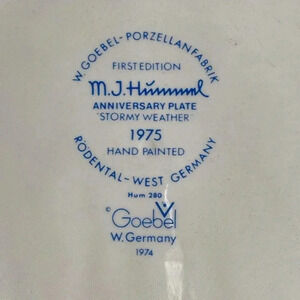 W. GOEBEL-PORZELLANFABRIK
FIRST EDITION
M.J. Hummel
ANNIVERSARY PLATE
"STORMY WEATHER"
1975
HAND PAINTED
RÖDENTAL-WEST GERMANY
Hum 280
© Goebel
W. Germany
1974